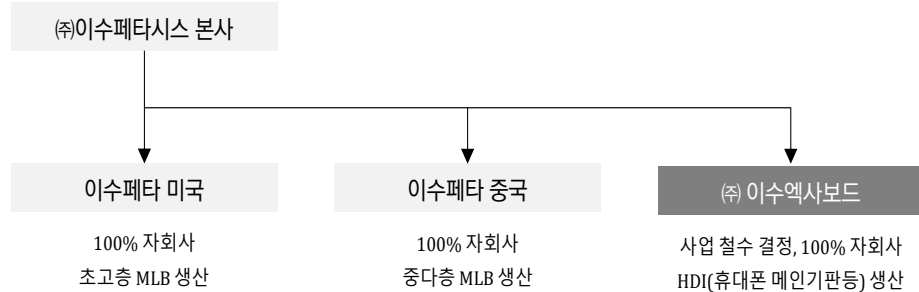 ㈜이수페타시스 본사
이수페타 미국
100% 자회사
초고층 MLB 생산
이수페타 중국
100% 자회사
중다층 MLB 생산
㈜ 이수엑사보드
사업 철수 결정, 100% 자회사
HDI(휴대폰 메인기판등) 생산